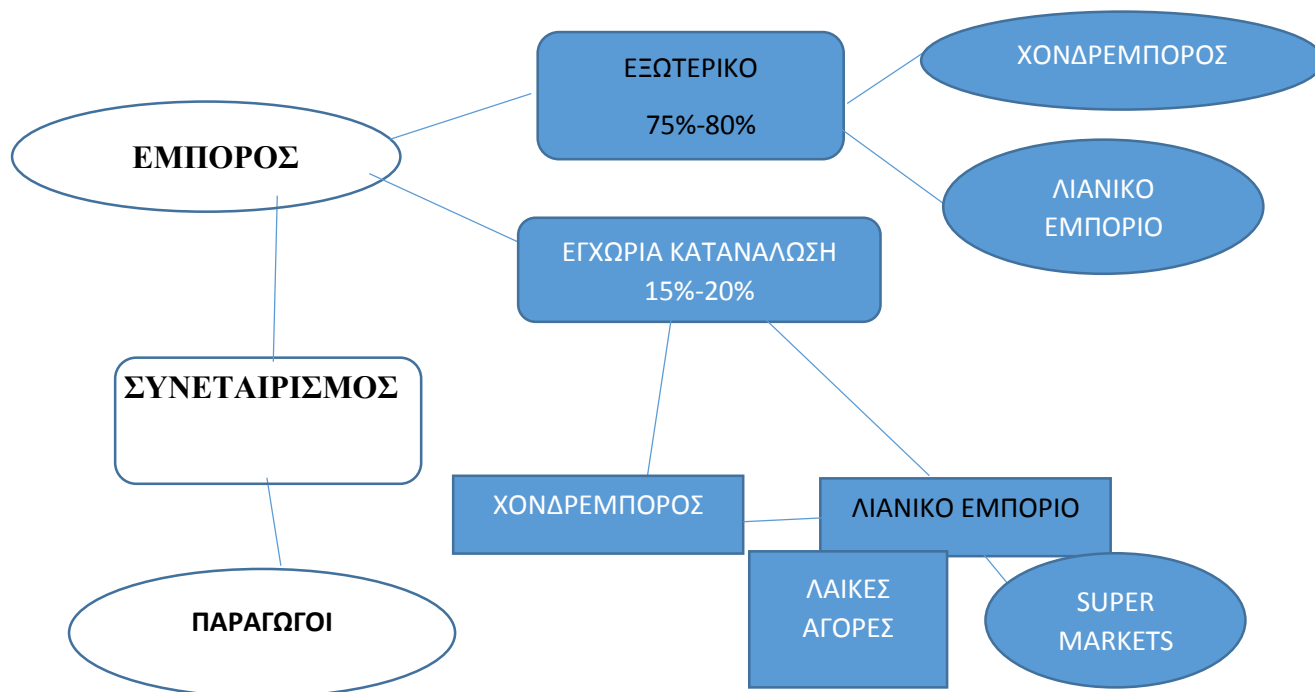 ΕΞΩΤΕΡΙΚΟ
75%-80%
ΧΟΝΔΡΕΜΠΟΡΟΣ
ΕΜΠΟΡΟΣ
ΛΙΑΝΙΚΟ
ΕΜΠΟΡΙΟ
ΕΓΧΩΡΙΑ ΚΑΤΑΝΑΛΩΣΗ
15%-20%
ΣΥΝΕΤΑΙΡΙΣΜΟΣ
ΧΟΝΔΡΕΜΠΟΡΟΣ
ΛΙΑΝΙΚΟ ΕΜΠΟΡΙΟ
ΛΑΙΚΕΣ
ΑΓΟΡΕΣ
SUPER
MARKETS
ΠΑΡΑΓΩΓΟΙ